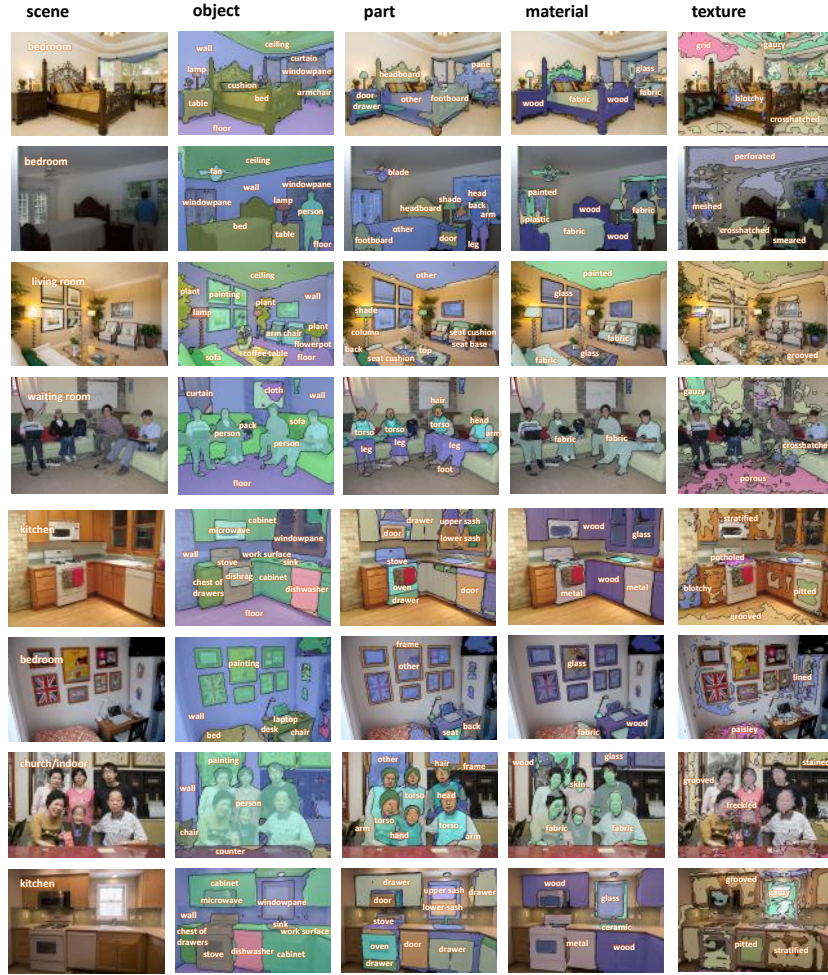 scene object part material texture
bedroom
wall
ceiling
curtain
windowpane
lamp
cushion
bed
armchair
table
floor
headboard
pane
door
drawer
other
footboard
glass
fabric
wood
fabric
wood
grid
gauzy
blotchy
crosshatched
bedroom
ceiling
fan
wall
windowpane
windowpane
lamp
person
bed
table
floor
blade
head
shade
back
headboard
arm
other
footboard
door
leg
painted
plastic
wood
fabric
fabric
wood
perforated
meshed
crosshatched
smeared
living room
ceiling
plant
painting
wall
plant
lamp
plant
arm chair
flowerpot
sofa
coffee table
floor
other
shade
column
seat cushion
seat base
back
top
seat cushion
painted
glass
fabric
fabric
glass
grooved
waiting room
curtain
cloth
wall
sofa
pack
person
person
floor
hair
head
torso
torso
torso
arm
leg
leg
leg
foot
fabric
fabric
gauzy
crosshatche
porous
kitchen
cabinet
microwave
windowpane
wall
work surface
stove
sink
chest of
drawers
dishrag
cabinet
dishwasher
floor
drawer
upper sash
door
lower sash
stove
oven
door
drawer
wood
glass
wood
metal
metal
stratified
potholed
blotchy
pitted
grooved
bedroom
painting
wall
laptop
desk
chair
bed
frame
other
back
seat
glass
wood
fabric
lined
paisley
church/indoor
painting
wall
person
chair
counter
other
hair
frame
torso
head
torso
torso
arm
hand
arm
wood
glass
skin
fabric
fabric
grooved
stained
freckled
kitchen
cabinet
microwave
windowpane
wall
sink
chest of
drawers
work surface
stove
dishwasher
cabinet
drawer
upper sash
drawer
door
lower sash
stove
oven
door
drawer
drawer
wood
glass
ceramic
metal
wood
grooved
gauzy
pitted
stratified